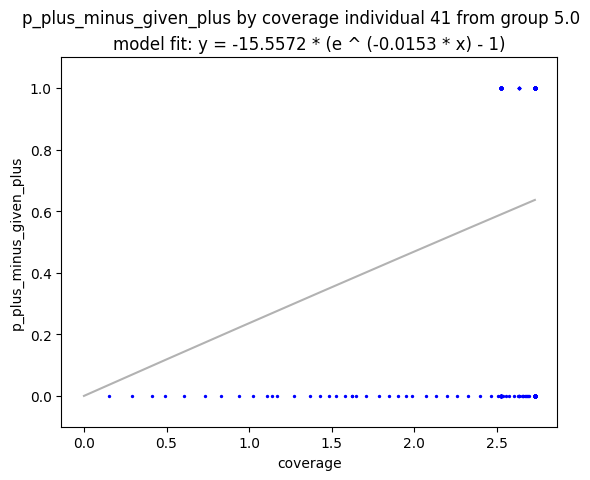 p_plus_minus_given_plus by coverage individual 41 from group 5.0
model fit: y = -15.5572 * (e ^ (-0.0153 * x) - 1)
1.0
0.8
0.6
0.4
0.2
0.0
p_plus_minus_given_plus
0.0 0.5 1.0 1.5 2.0 2.5
coverage